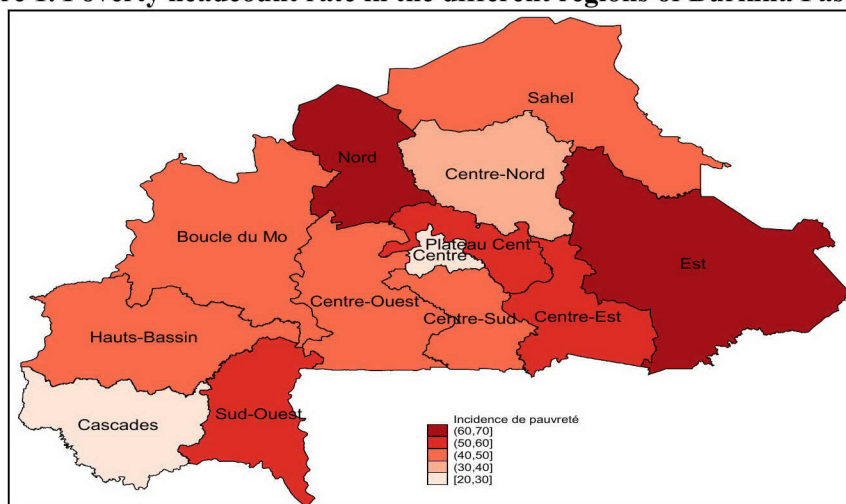 re 1. Poverty headcount rate in the different regions of Burkina Fas
Sahel
Nord
Centre-Nord
Boucle du Mo
Plateau Cent
Centre
Est
Centre-Ouest
Centre-Sud
Centre-Est
Hauts-Bassin
Cascades
Sud-Ouest
Incidence de pauvreté
(60,70]
(50,60]
(40,50]
(30,40]
[20,30]